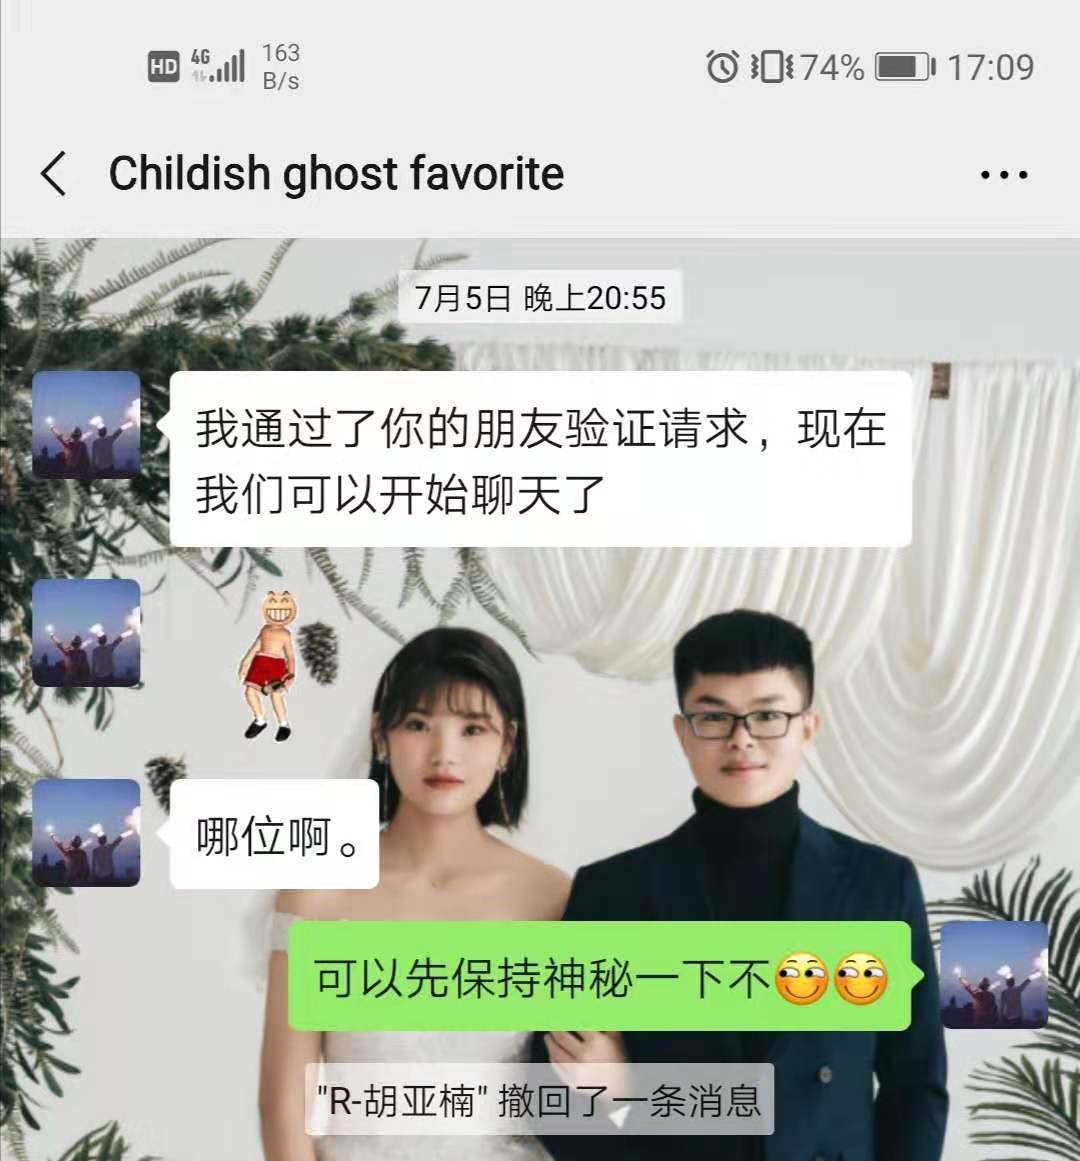 HD 4G 163
B/s
74% 17:09
Childish ghost favorite
7月5日 晚上20:55
我通过了你的朋友验证请求，现在
我们可以开始聊天了
哪位啊。
可以先保持神秘一下不
"R-胡亚楠" 撤回了一条消息